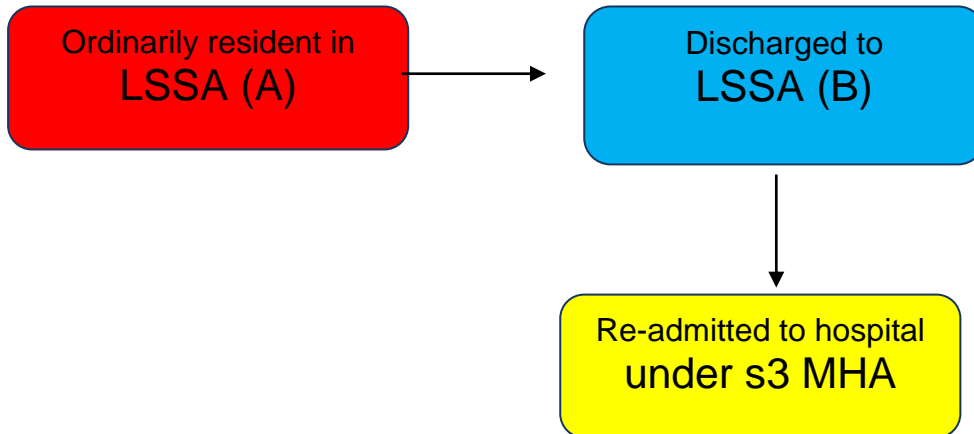 Ordinarily resident in
LSSA (A)
Discharged to
LSSA (B)
Re-admitted to hospital
under s3 MHA